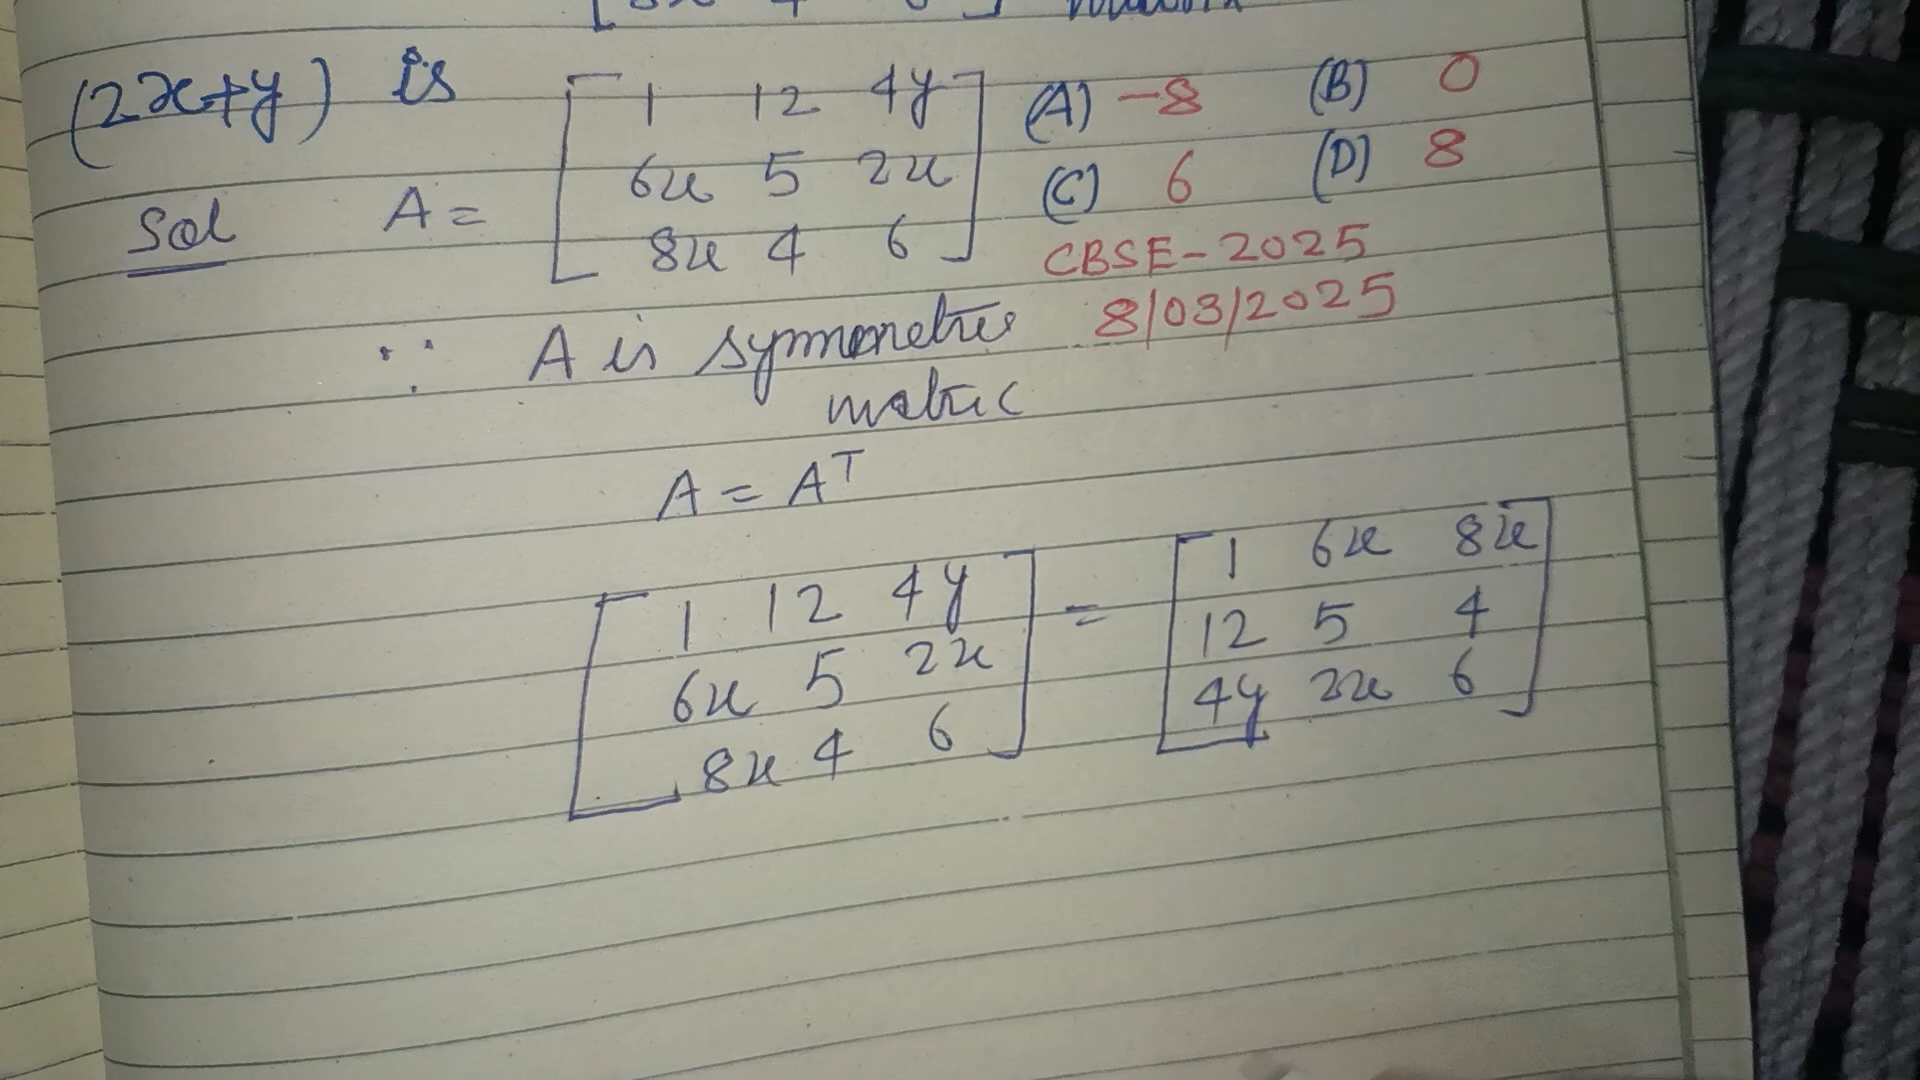 (2x+y) is
A = [ 1 12 4y
6x 5 2x
8x 4 6 ]
(A) -8 (B) 0
(C) 6 (D) 8
CBSE-2025
8/03/2025
Sol
∵ A is symmetric
matric
A = A^T
[ 1 12 4y
6x 5 2x
8x 4 6 ]
=
[ 1 6x 8x
12 5 4
4y 2x 6 ]